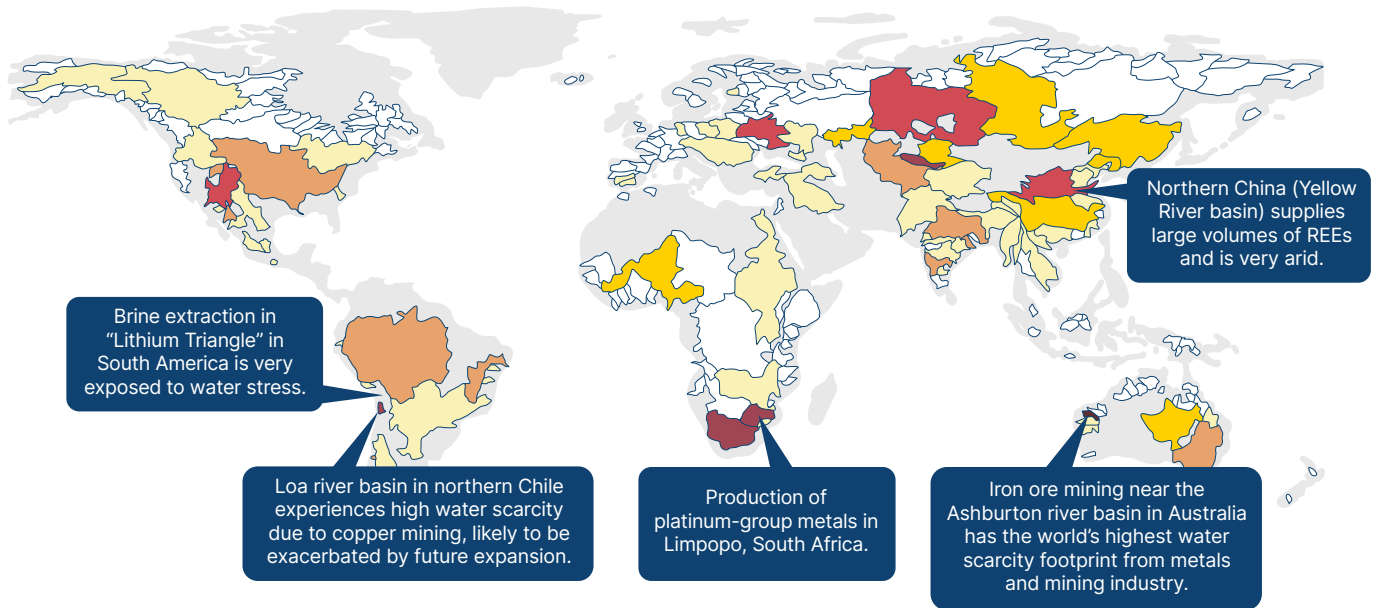 Northern China (Yellow
River basin) supplies
large volumes of REEs
and is very arid.
Brine extraction in
“Lithium Triangle” in
South America is very
exposed to water stress.
Loa river basin in northern Chile
experiences high water scarcity
due to copper mining, likely to be
exacerbated by future expansion.
Production of
platinum-group metals in
Limpopo, South Africa.
Iron ore mining near the
Ashburton river basin in Australia
has the world’s highest water
scarcity footprint from metals
and mining industry.